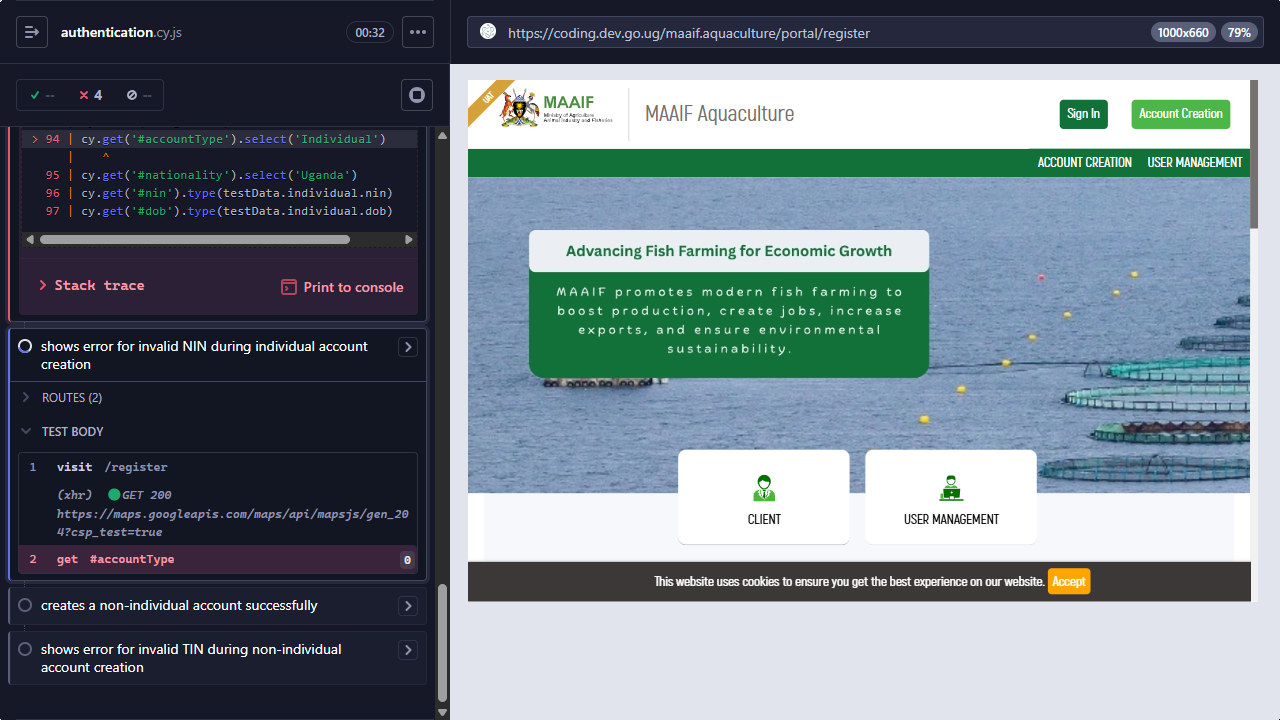 authentication.cy.js
00:32
https://coding.dev.go.ug/maaif.aquaculture/portal/register
1000x660
79%
✓ --
✕ 4
⊘ --
> 94 | cy.get('#accountType').select('Individual')
| ^
95 | cy.get('#nationality').select('Uganda')
96 | cy.get('#nin').type(testData.individual.nin)
97 | cy.get('#dob').type(testData.individual.dob)
> Stack trace
Print to console
shows error for invalid NIN during individual account
creation
ROUTES (2)
TEST BODY
1 visit /register
(xhr) GET 200
https://maps.googleapis.com/maps/api/mapsjs/gen_20
4?csp_test=true
2 get #accountType 0
creates a non-individual account successfully
shows error for invalid TIN during non-individual
account creation
UAT
MAAIF
Ministry of Agriculture
Animal Industry and Fisheries
MAAIF Aquaculture
Sign In
Account Creation
ACCOUNT CREATION
USER MANAGEMENT
Advancing Fish Farming for Economic Growth
MAAIF promotes modern fish farming to
boost production, create jobs, increase
exports, and ensure environmental
sustainability.
CLIENT
USER MANAGEMENT
This website uses cookies to ensure you get the best experience on our website.
Accept